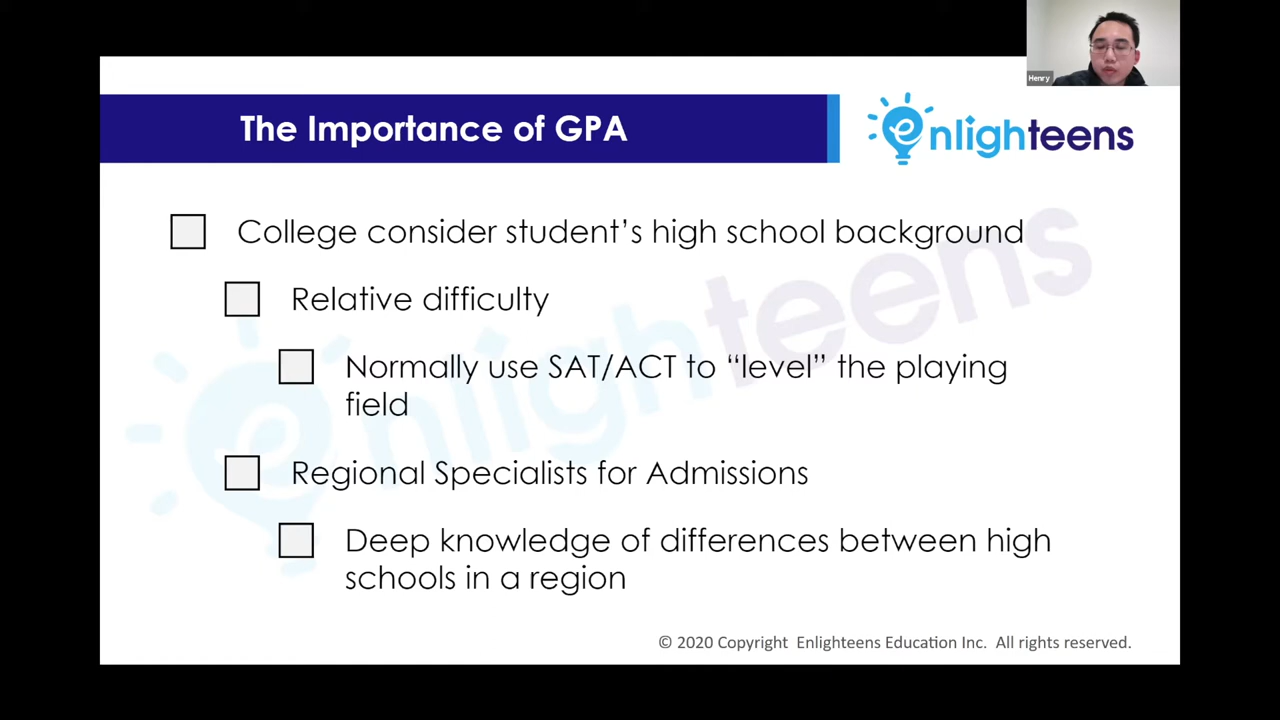 Henry
The Importance of GPA
enlighteens
College consider student’s high school background
Relative difficulty
Normally use SAT/ACT to “level” the playing
field
Regional Specialists for Admissions
Deep knowledge of differences between high
schools in a region
enlighteens
© 2020 Copyright Enlighteens Education Inc. All rights reserved.